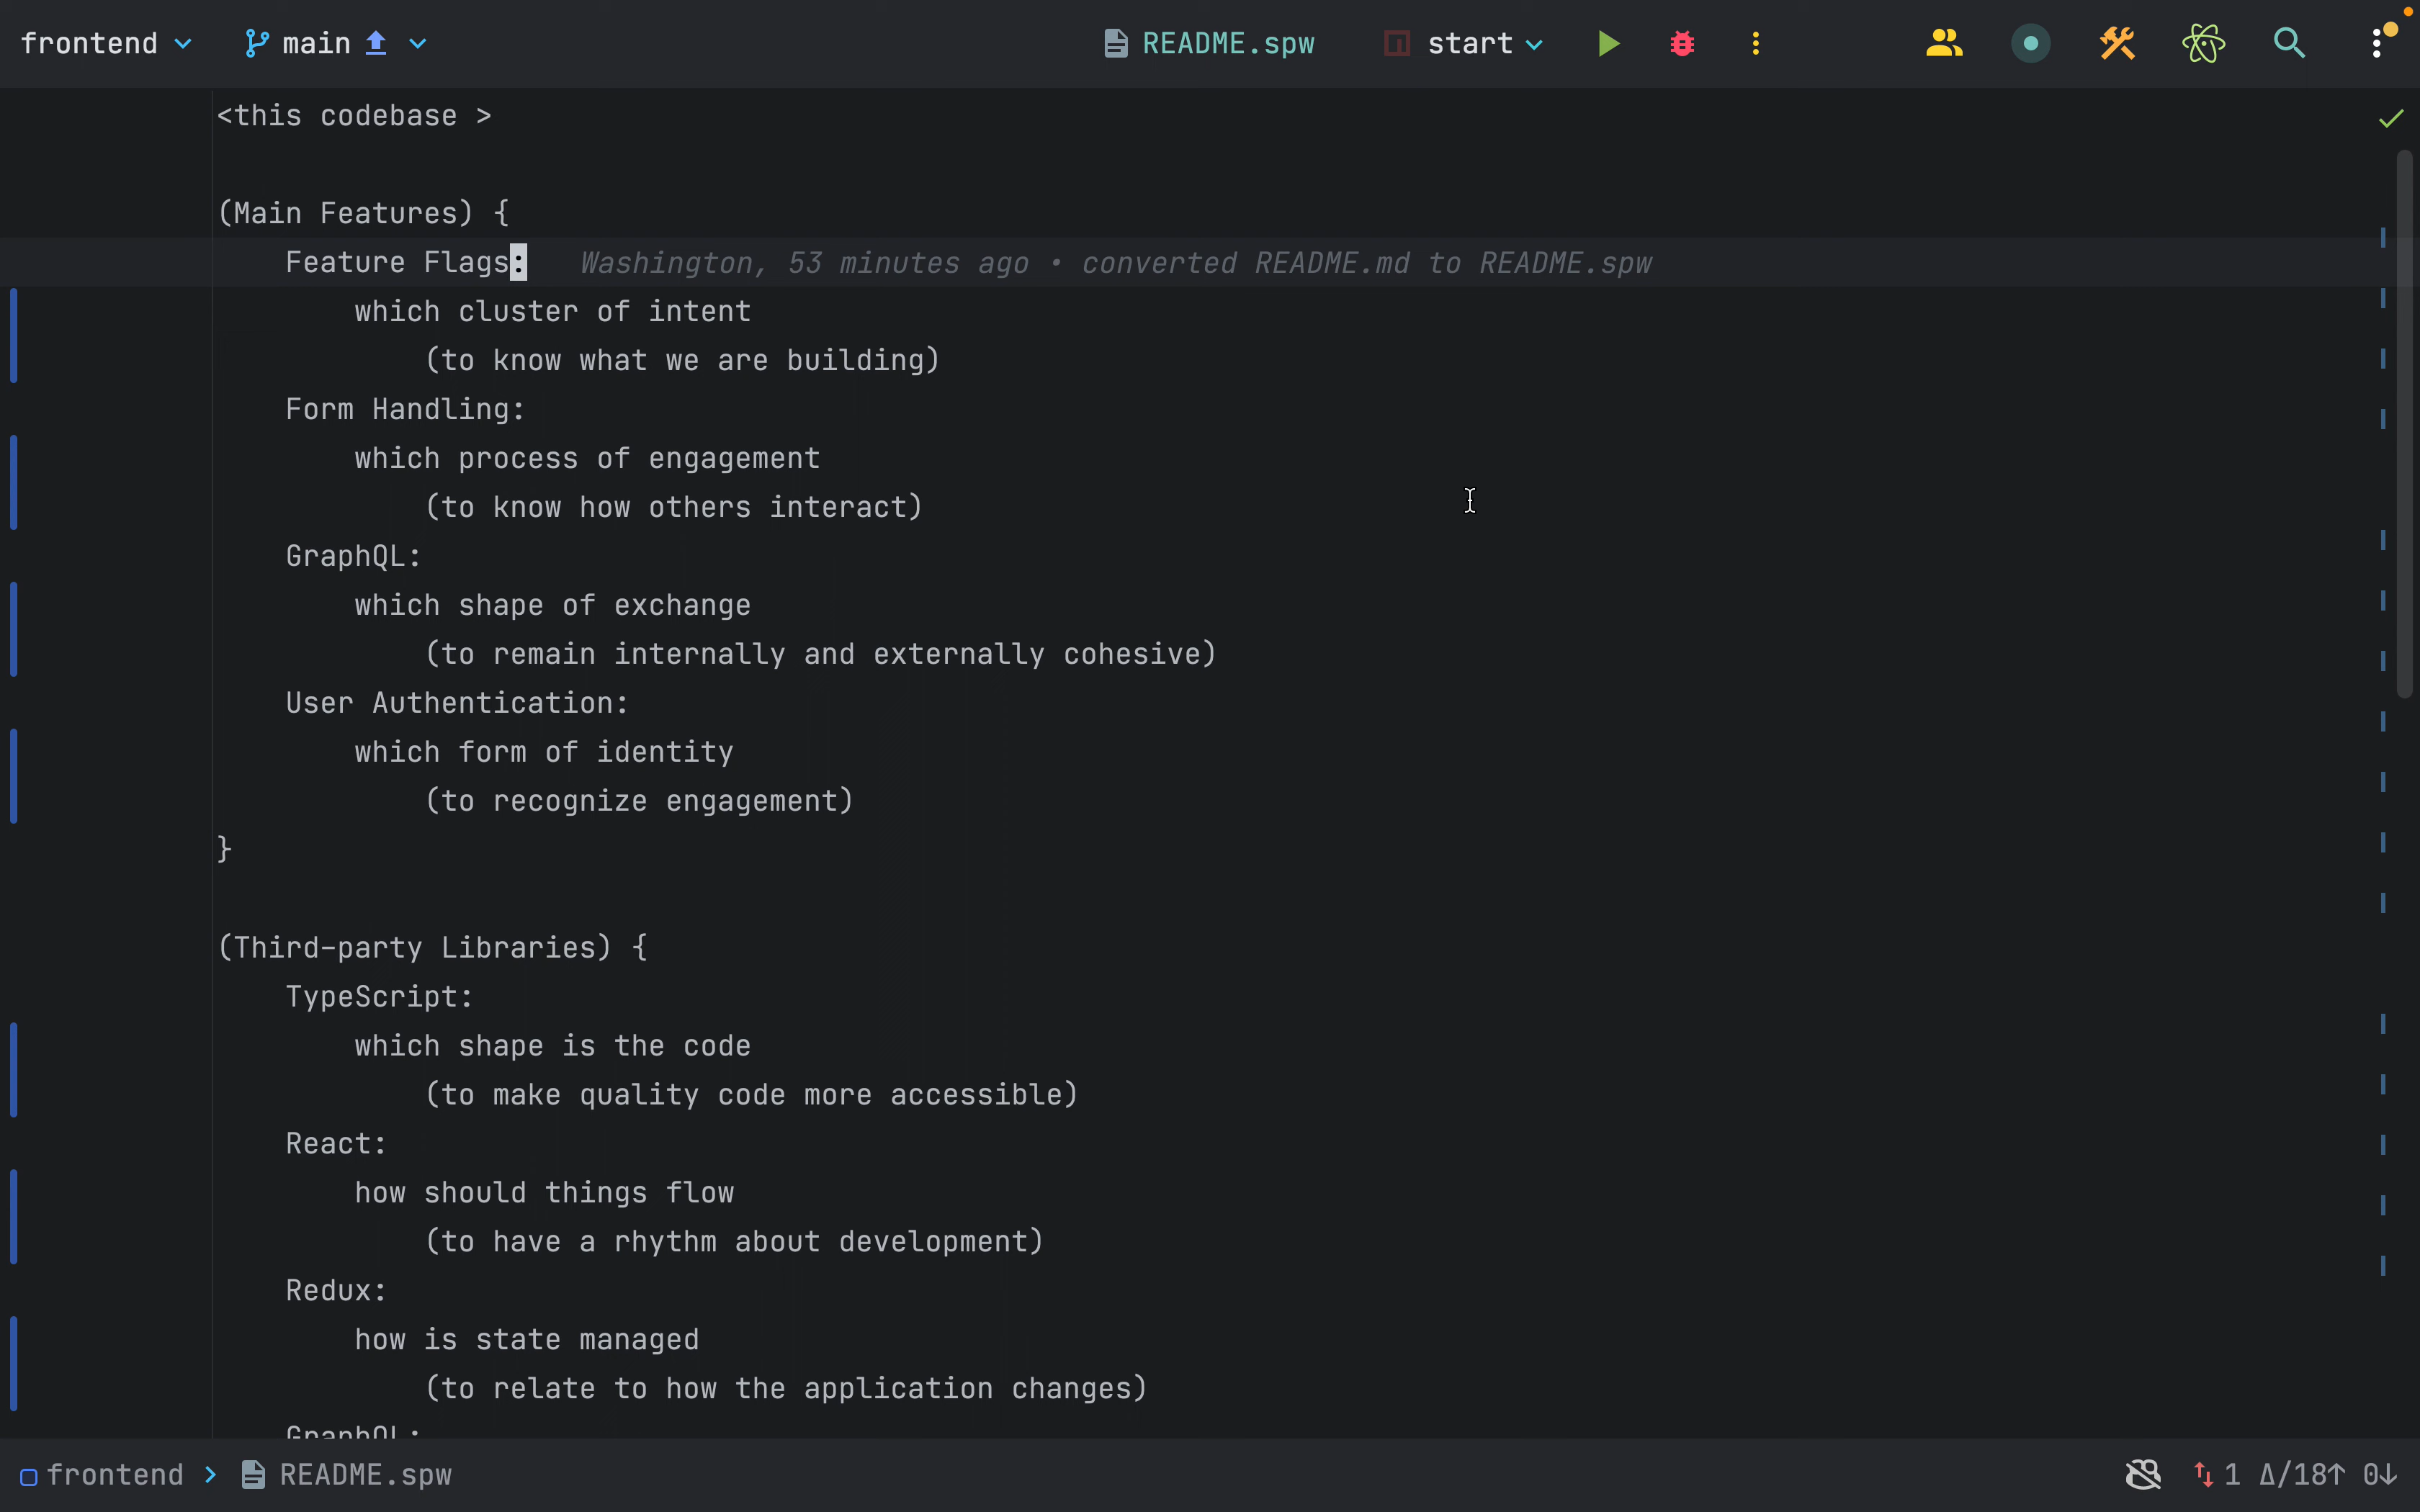 frontend main README.spw start
<this codebase >
(Main Features) {
Feature Flags: Washington, 53 minutes ago • converted README.md to README.spw
which cluster of intent
(to know what we are building)
Form Handling:
which process of engagement
(to know how others interact)
GraphQL:
which shape of exchange
(to remain internally and externally cohesive)
User Authentication:
which form of identity
(to recognize engagement)
}
(Third-party Libraries) {
TypeScript:
which shape is the code
(to make quality code more accessible)
React:
how should things flow
(to have a rhythm about development)
Redux:
how is state managed
(to relate to how the application changes)
GraphQL:
frontend > README.spw 1 Δ/18↑ 0↓